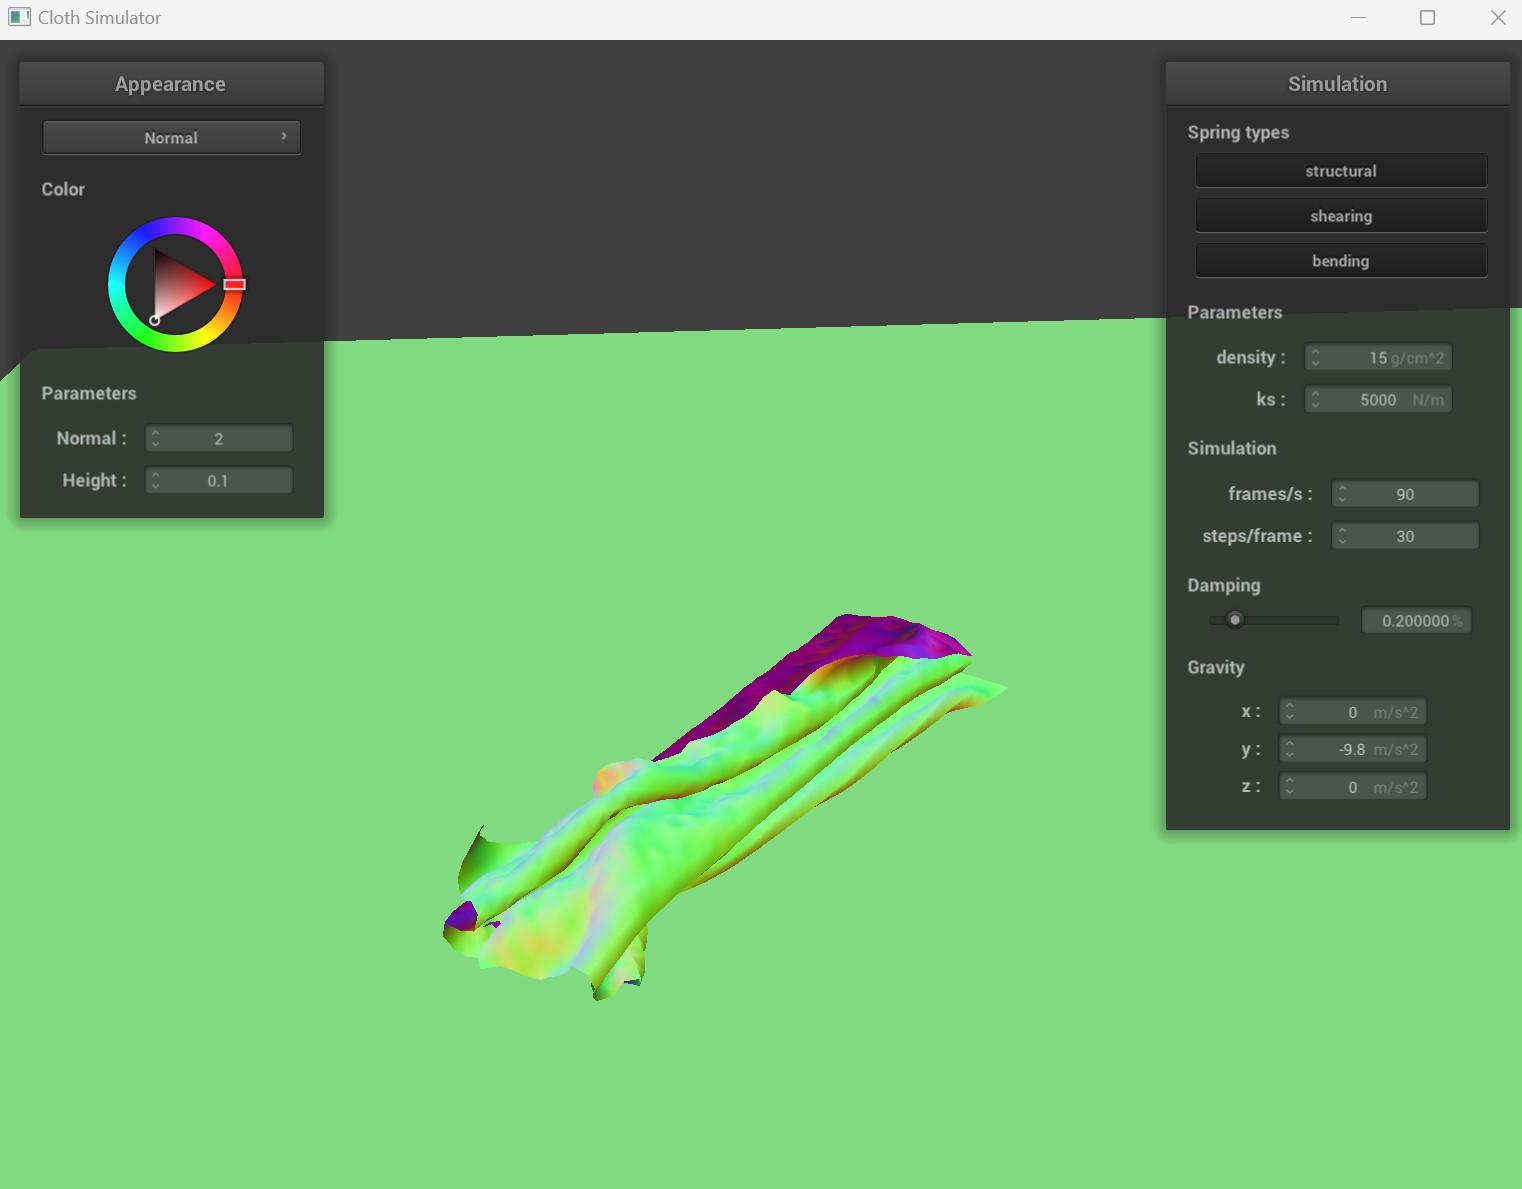 Cloth Simulator
Appearance
Normal
Color
Parameters
Normal : 2
Height : 0.1
Simulation
Spring types
structural
shearing
bending
Parameters
density : 15 g/cm^2
ks : 5000 N/m
Simulation
frames/s : 90
steps/frame : 30
Damping
0.200000 %
Gravity
x : 0 m/s^2
y : -9.8 m/s^2
z : 0 m/s^2